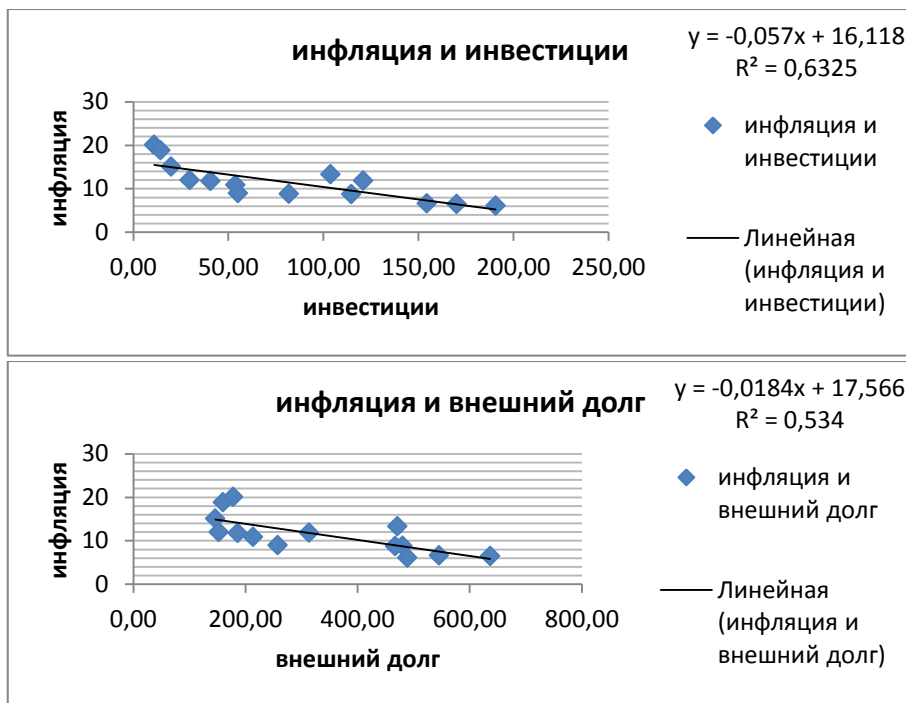 инфляция и инвестиции
y = -0,057x + 16,118
R² = 0,6325
инфляция
30
20
10
0
0,00 50,00 100,00 150,00 200,00 250,00
инвестиции
инфляция и
инвестиции
Линейная
(инфляция и
инвестиции)
инфляция и внешний долг
y = -0,0184x + 17,566
R² = 0,534
инфляция
30
20
10
0
0,00 200,00 400,00 600,00 800,00
внешний долг
инфляция и
внешний долг
Линейная
(инфляция и
внешний долг)